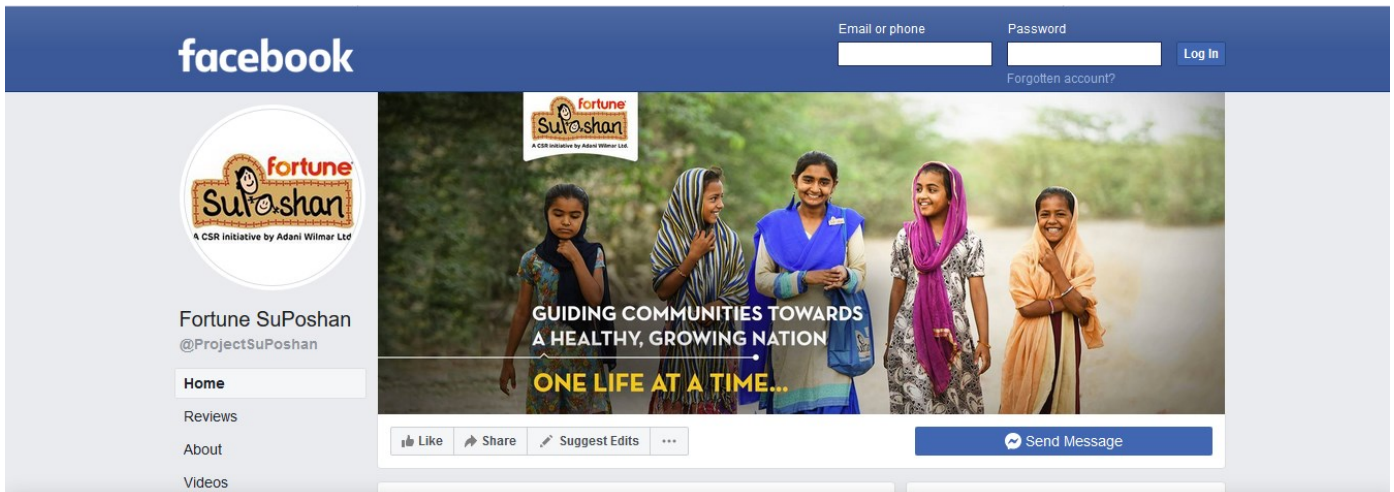 facebook
Email or phone
Password
Log In
Forgotten account?
fortune
SuPoshan
A CSR initiative by Adani Wilmar Ltd.
fortune
SuPoshan
A CSR initiative by Adani Wilmar Ltd
Fortune SuPoshan
@ProjectSuPoshan
Home
Reviews
About
Videos
GUIDING COMMUNITIES TOWARDS
A HEALTHY, GROWING NATION
ONE LIFE AT A TIME...
Like
Share
Suggest Edits
...
Send Message